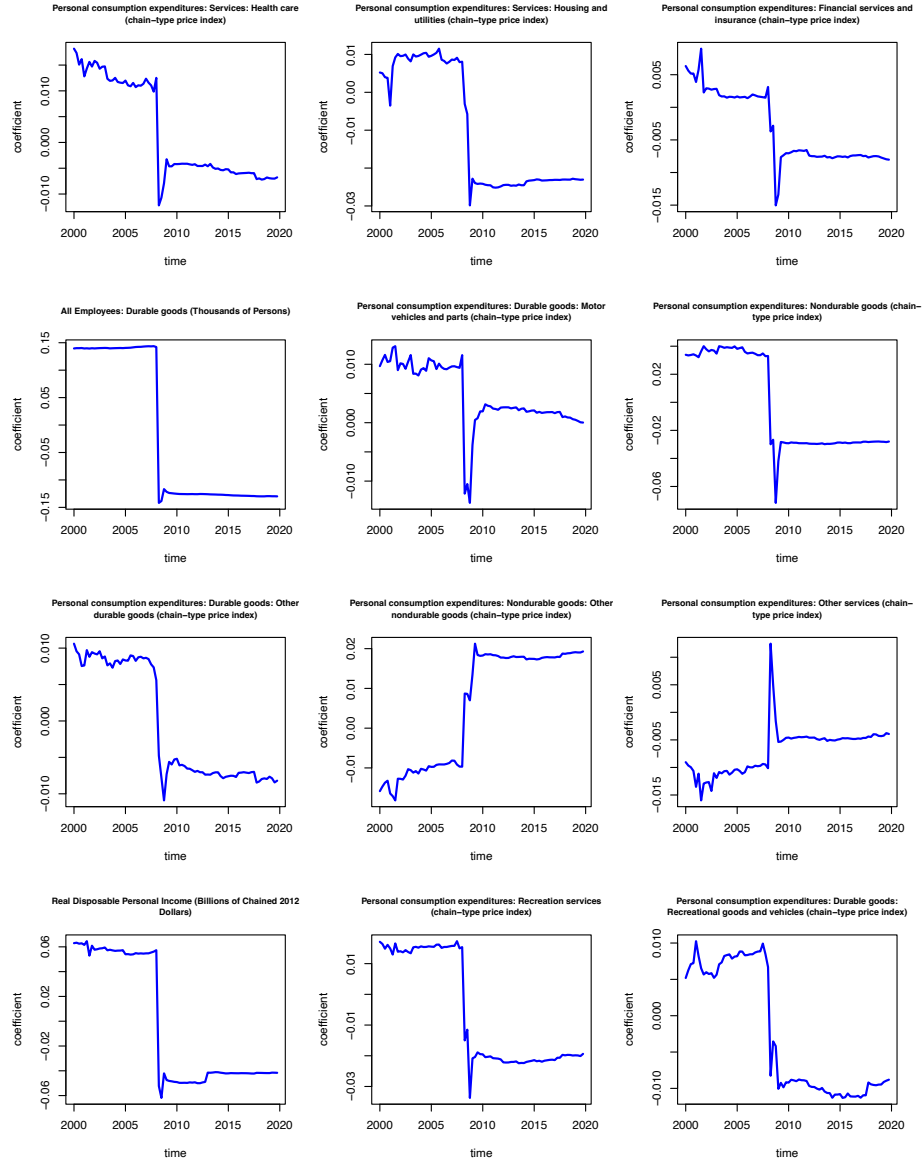 Personal consumption expenditures: Services: Health care
(chain−type price index)
coefficient
0.010
0.000
−0.010
2000 2005 2010 2015 2020
time
Personal consumption expenditures: Services: Housing and
utilities (chain−type price index)
coefficient
0.01
0.00
−0.01
−0.03
2000 2005 2010 2015 2020
time
Personal consumption expenditures: Financial services and
insurance (chain−type price index)
coefficient
0.005
−0.005
−0.015
2000 2005 2010 2015 2020
time
All Employees: Durable goods (Thousands of Persons)
coefficient
0.15
0.05
−0.05
−0.15
2000 2005 2010 2015 2020
time
Personal consumption expenditures: Durable goods: Motor
vehicles and parts (chain−type price index)
coefficient
0.010
0.000
−0.010
2000 2005 2010 2015 2020
time
Personal consumption expenditures: Nondurable goods (chain−
type price index)
coefficient
0.02
−0.02
−0.06
2000 2005 2010 2015 2020
time
Personal consumption expenditures: Durable goods: Other
durable goods (chain−type price index)
coefficient
0.010
0.000
−0.010
2000 2005 2010 2015 2020
time
Personal consumption expenditures: Nondurable goods: Other
nondurable goods (chain−type price index)
coefficient
0.02
0.01
0.00
−0.01
2000 2005 2010 2015 2020
time
Personal consumption expenditures: Other services (chain−
type price index)
coefficient
0.005
−0.005
−0.015
2000 2005 2010 2015 2020
time
Real Disposable Personal Income (Billions of Chained 2012
Dollars)
coefficient
0.06
0.02
−0.02
−0.06
2000 2005 2010 2015 2020
time
Personal consumption expenditures: Recreation services
(chain−type price index)
coefficient
0.01
−0.01
−0.03
2000 2005 2010 2015 2020
time
Personal consumption expenditures: Durable goods:
Recreational goods and vehicles (chain−type price index)
coefficient
0.010
0.000
−0.010
2000 2005 2010 2015 2020
time